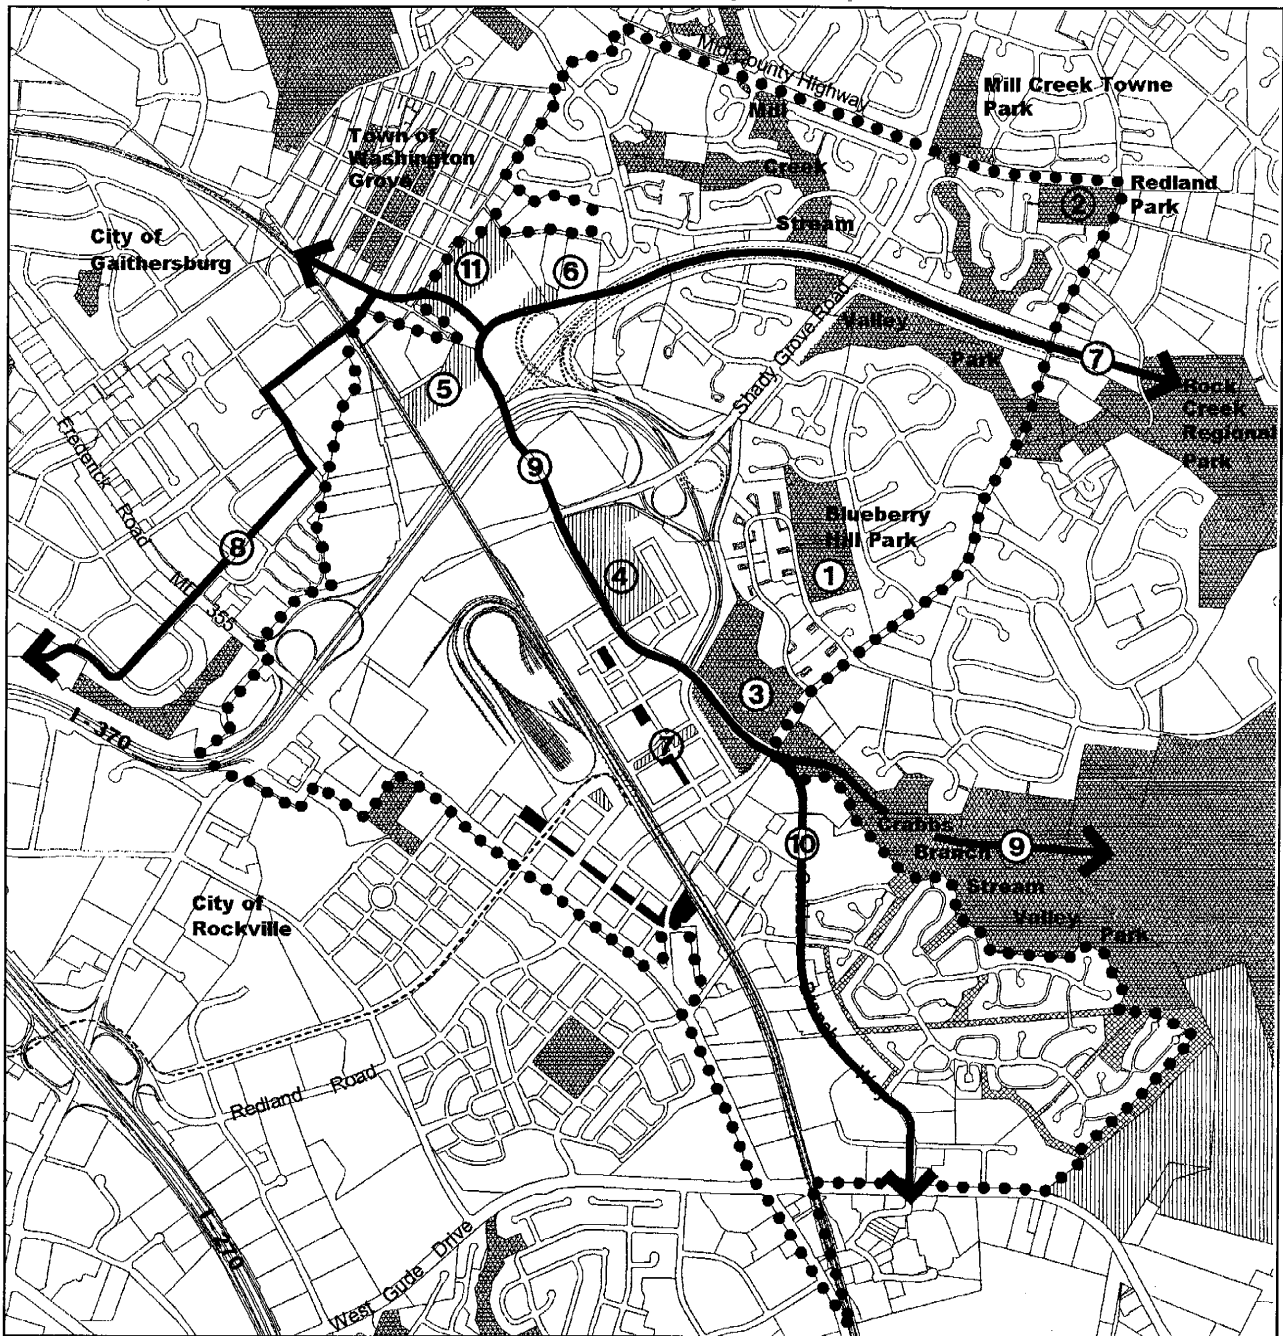 Mid County Highway
Mill Creek Towne
Park
Mill
Town of
Washington
Grove
Creek
Redland
Park
2
Stream
City of
Gaithersburg
11
6
Valley
Park
7
Shady Grove Road
5
Rock
Creek
Regional
Park
Frederick Road
9
Blueberry
Hill Park
8
4
1
MD 355
3
I-370
7
10
Crabbs
Branch
9
Stream
Valley
Park
City of
Rockville
Branch Way
Redland Road
I-270
West Gude Drive